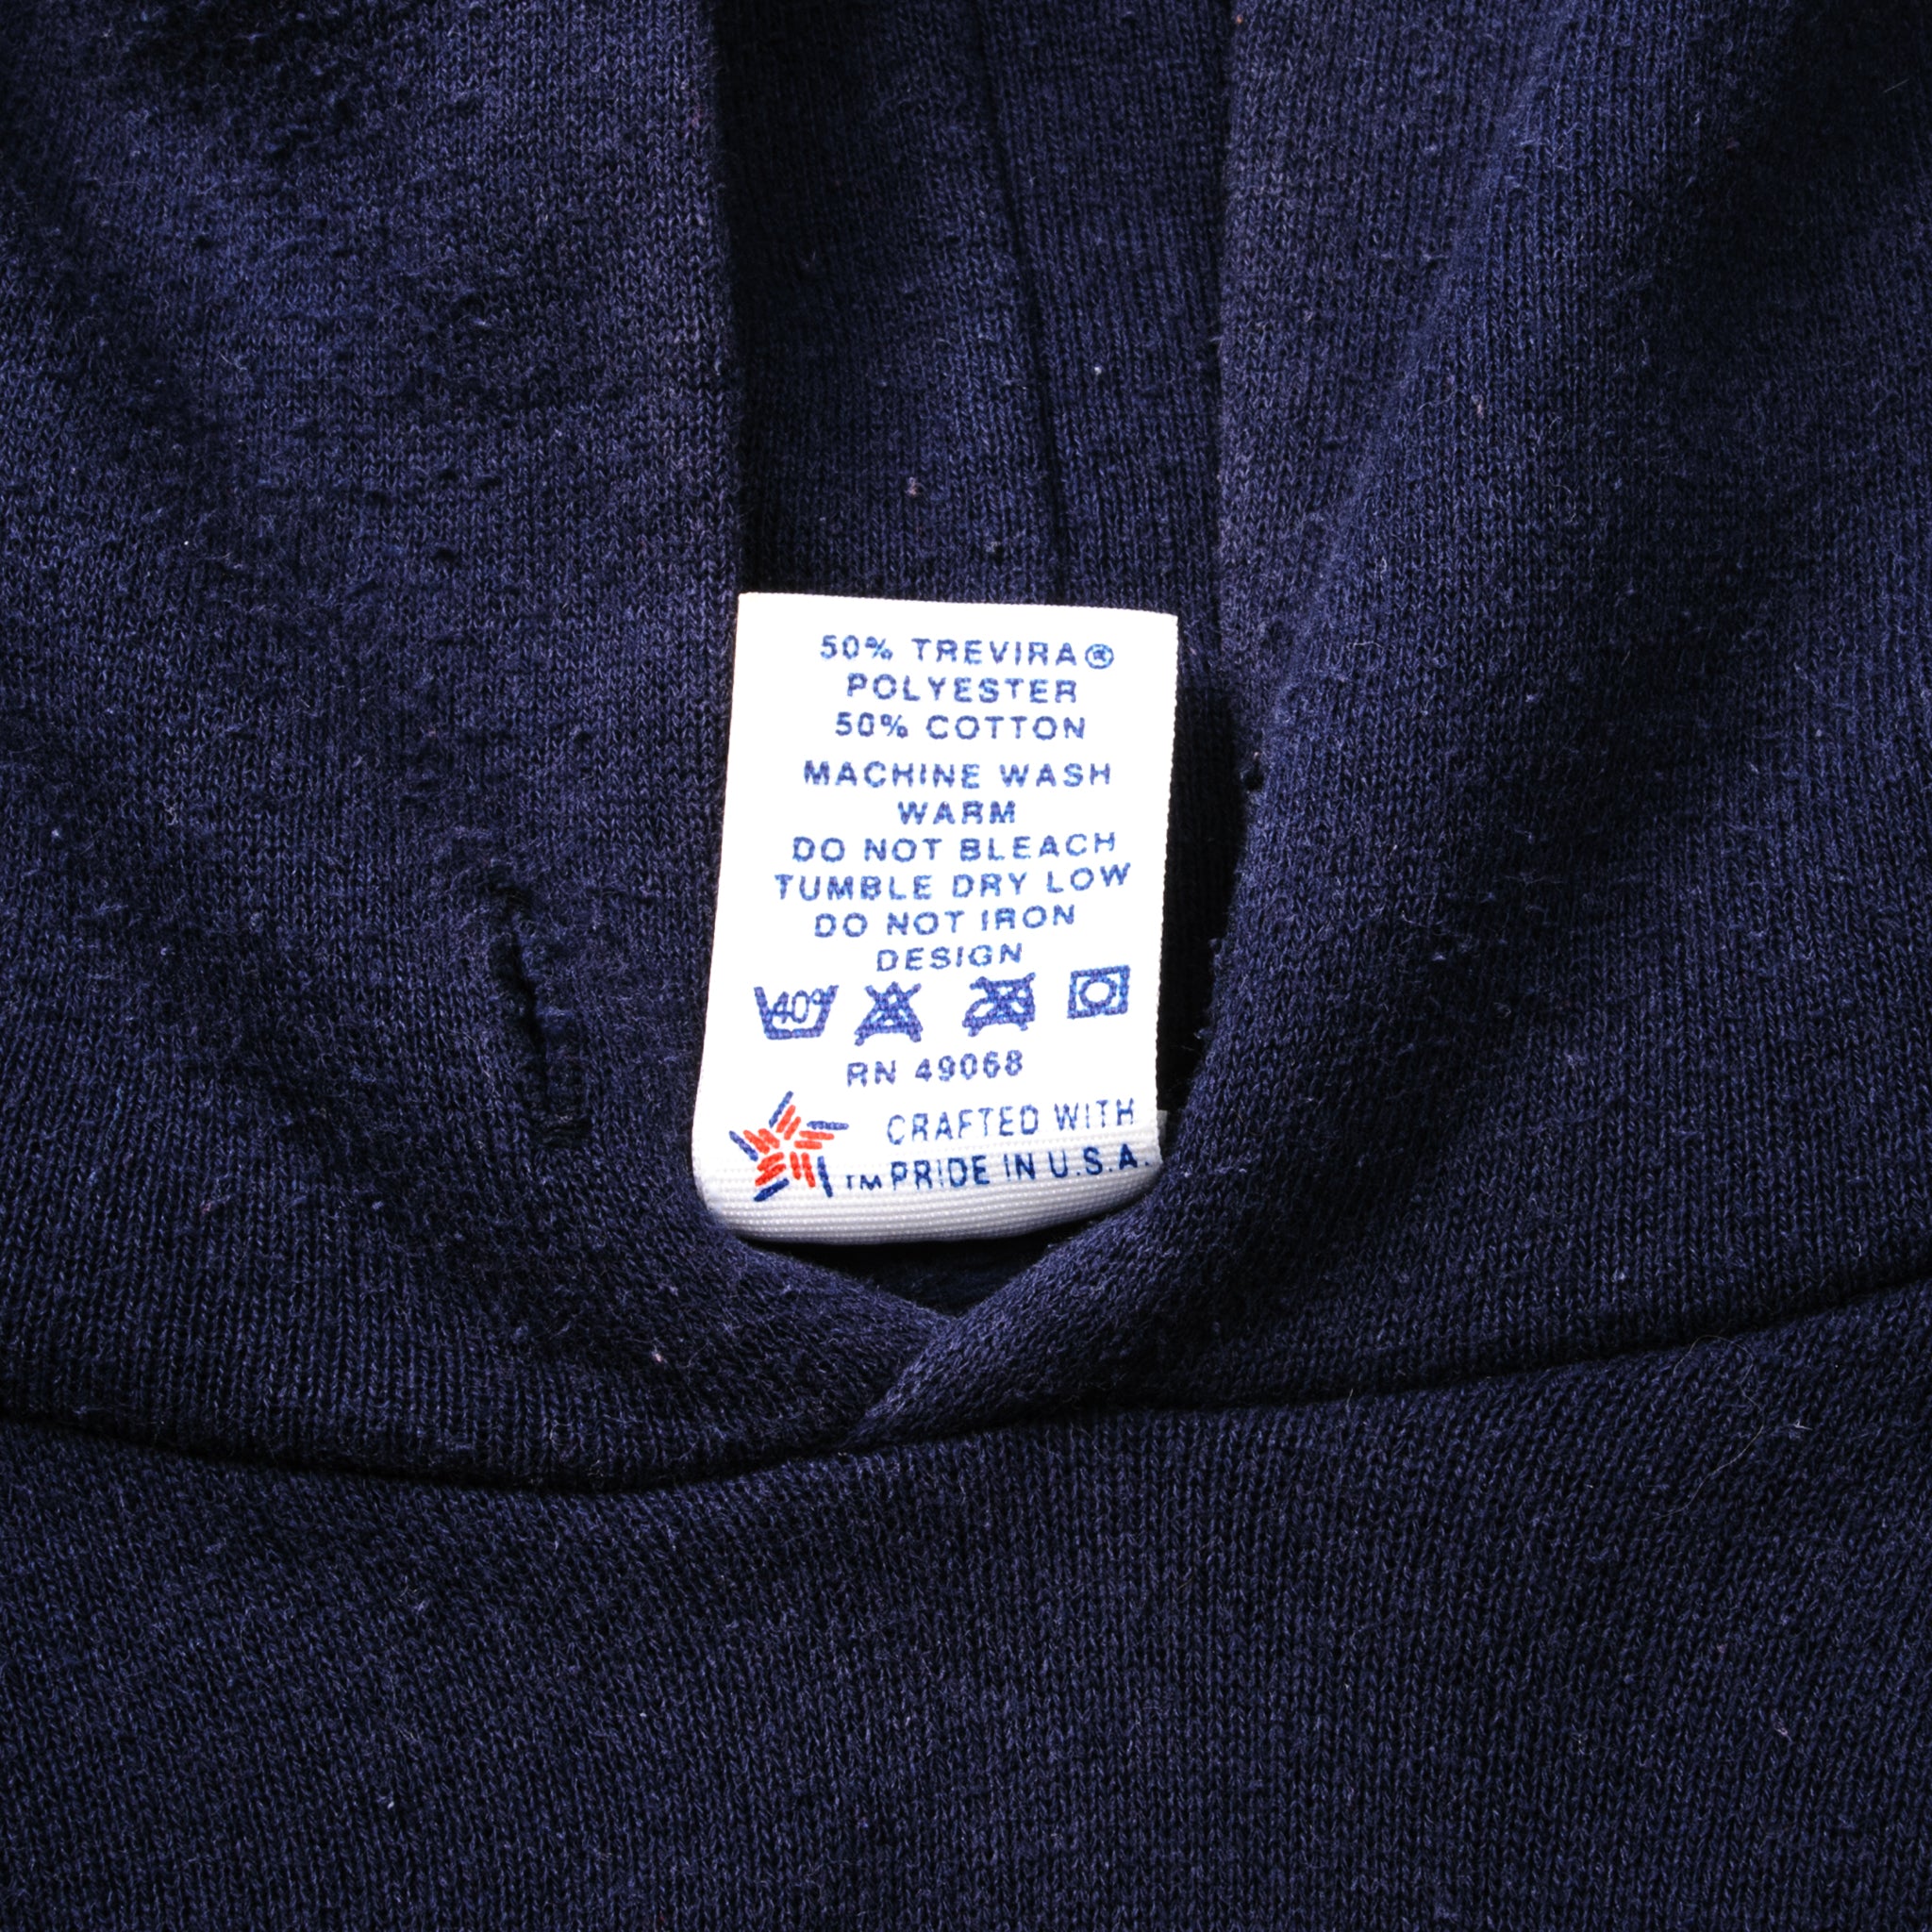 50% TREVIRA®
POLYESTER
50% COTTON
MACHINE WASH
WARM
DO NOT BLEACH
TUMBLE DRY LOW
DO NOT IRON
DESIGN
40°
RN 49068
CRAFTED WITH
TM PRIDE IN U.S.A.